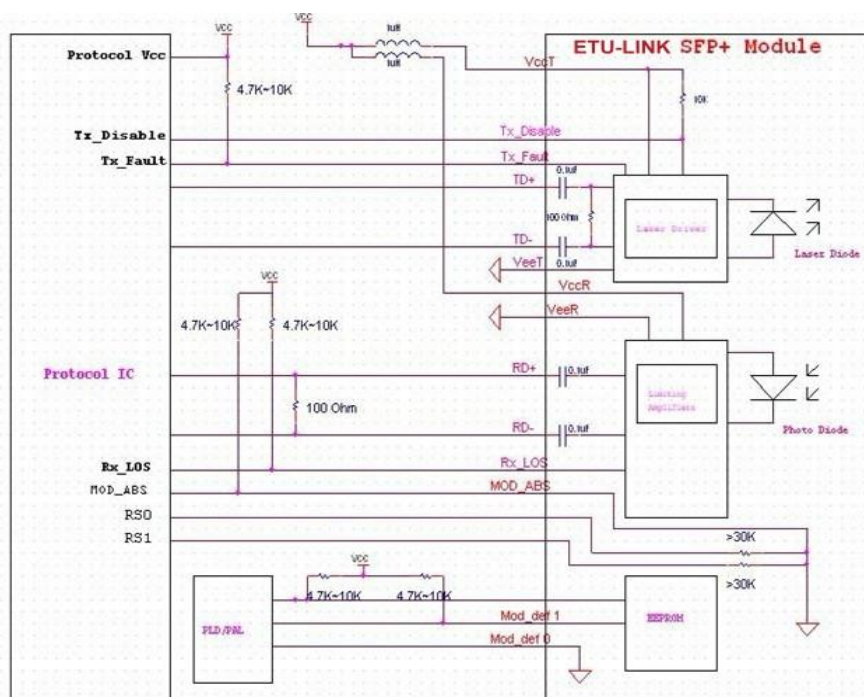 VCC
VCC
1uH
1uH
ETU-LINK SFP+ Module
Protocol Vcc
VccT
4.7K~10K
10K
Tx_Disable
Tx_Disable
Tx_Fault
Tx_Fault
0.1uf
TD+
100 Ohm
Laser Driver
TD-
Laser Diode
VeeT
0.1uf
VCC
VccR
VeeR
4.7K~10K
4.7K~10K
Protocol IC
RD+
0.1uf
Limiting
Amplifiers
100 Ohm
RD-
0.1uf
Photo Diode
Rx_LOS
Rx_LOS
MOD_ABS
MOD_ABS
RS0
RS1
>30K
VCC
>30K
4.7K~10K
4.7K~10K
Mod_def 1
PLD/PAL
EEPROM
Mod_def 0